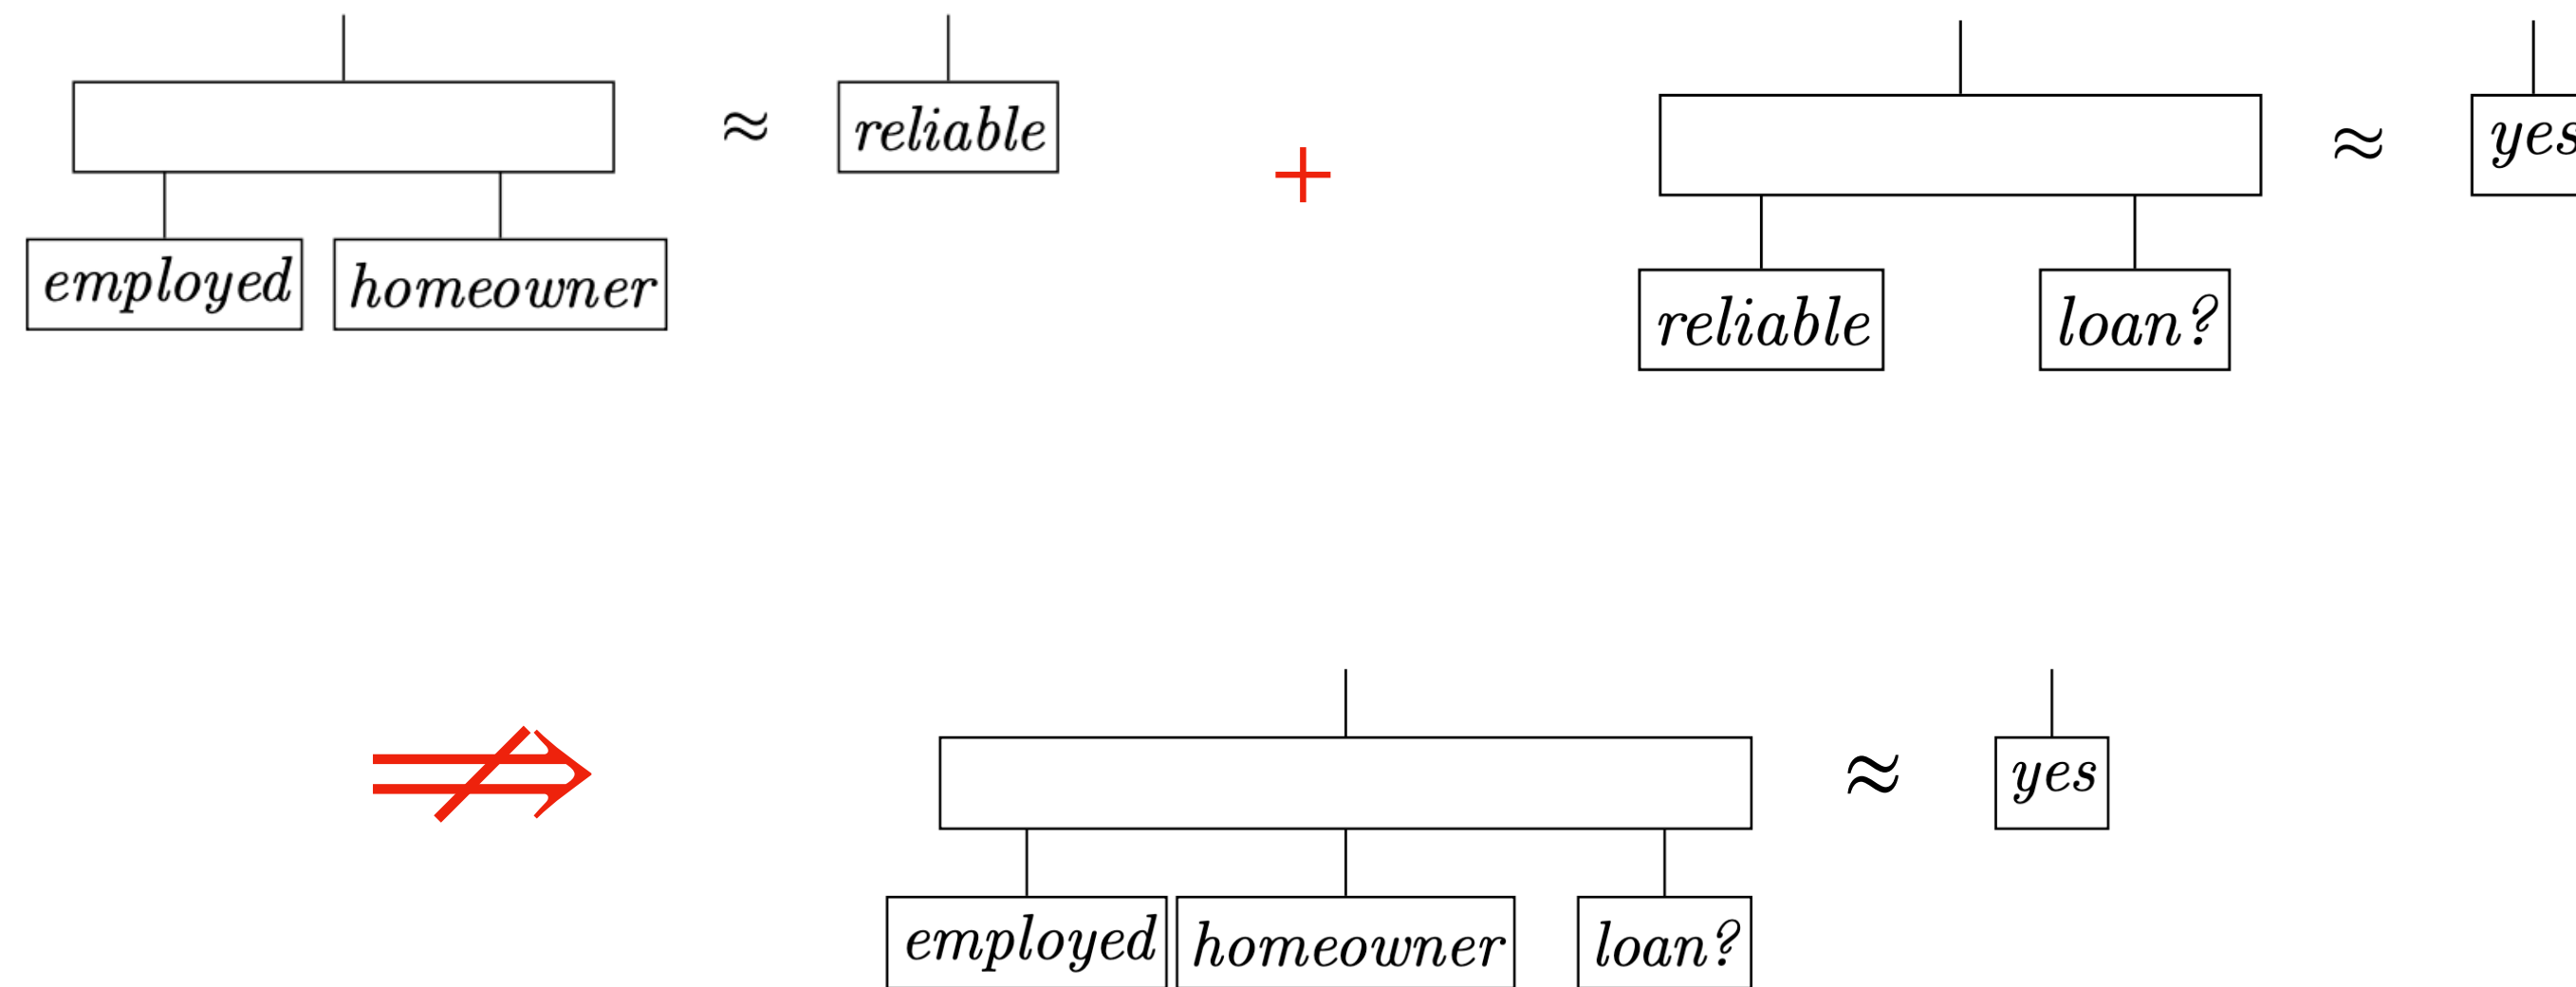 ≈ reliable
employed homeowner
+
≈ yes
reliable loan?
⇏ ≈ yes
employed homeowner loan?